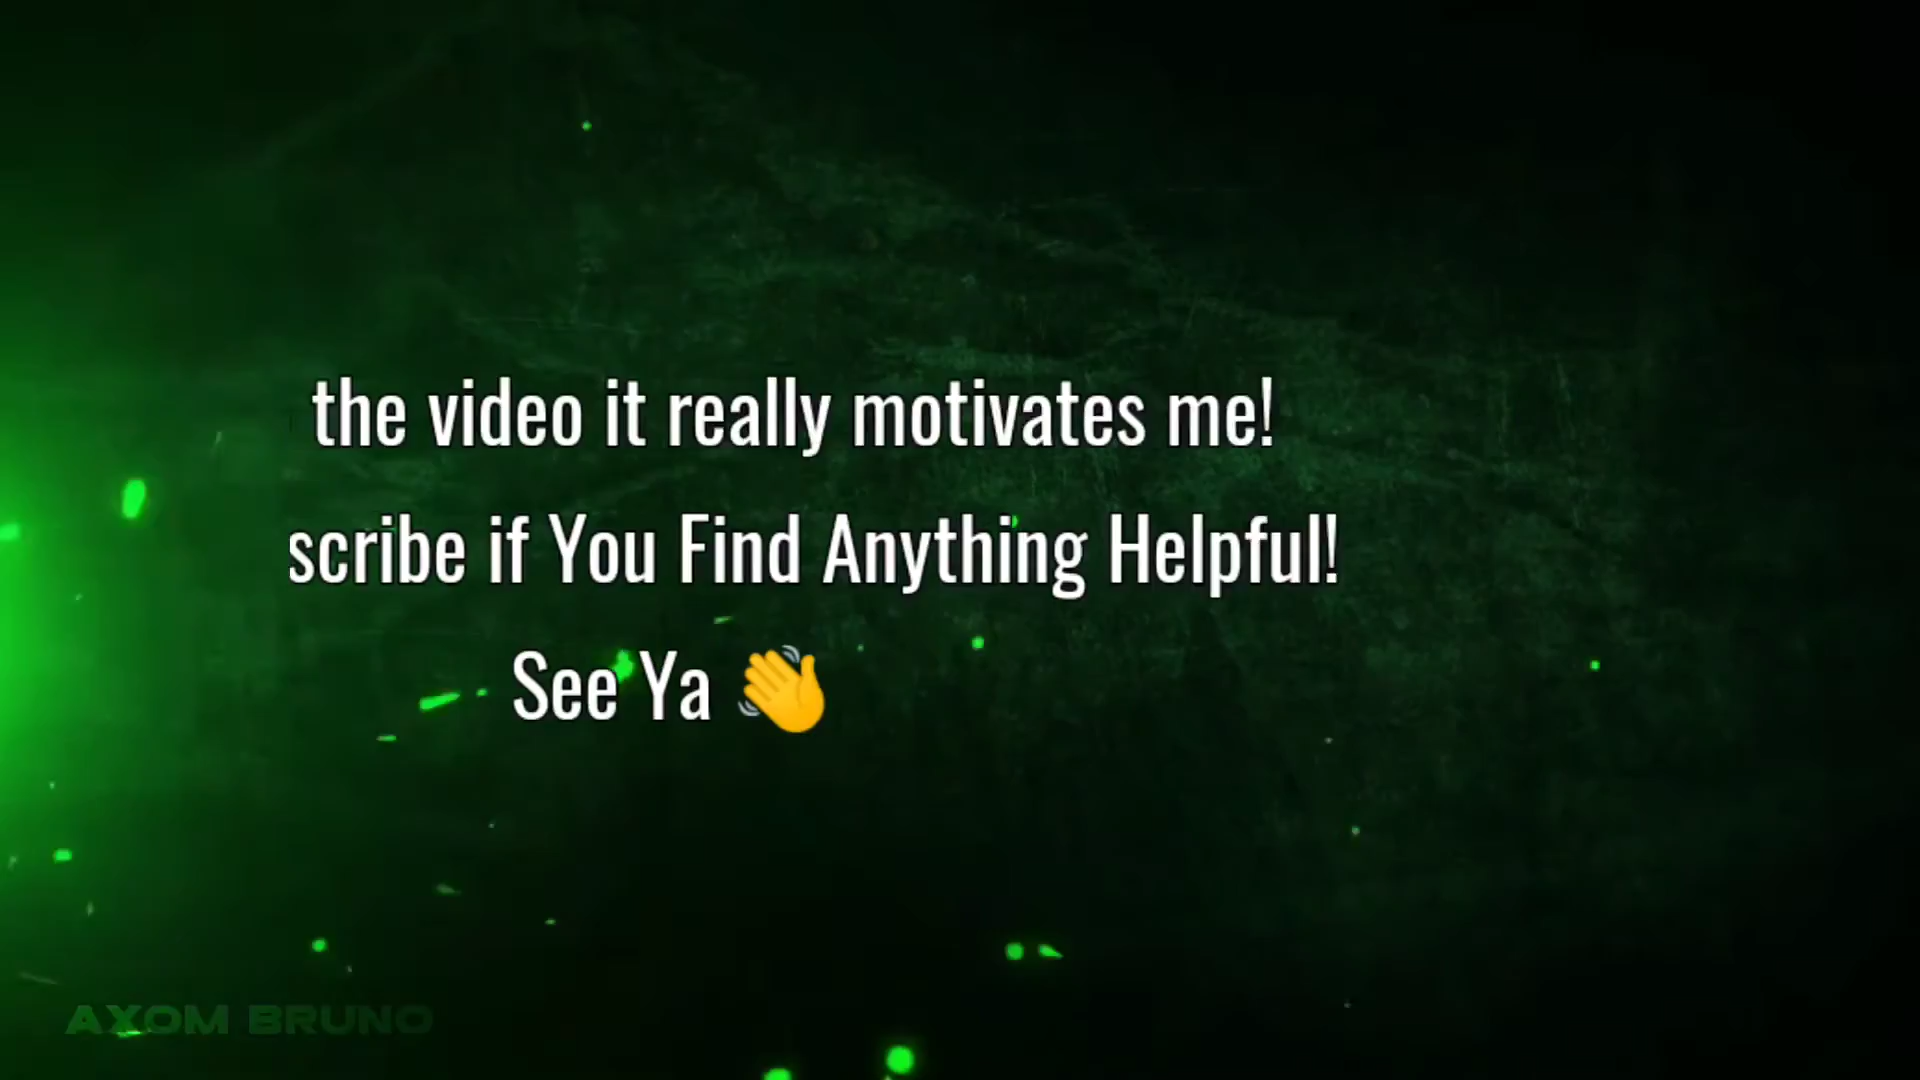 the video it really motivates me!
scribe if You Find Anything Helpful!
See Ya 👋
AXOM BRUNO